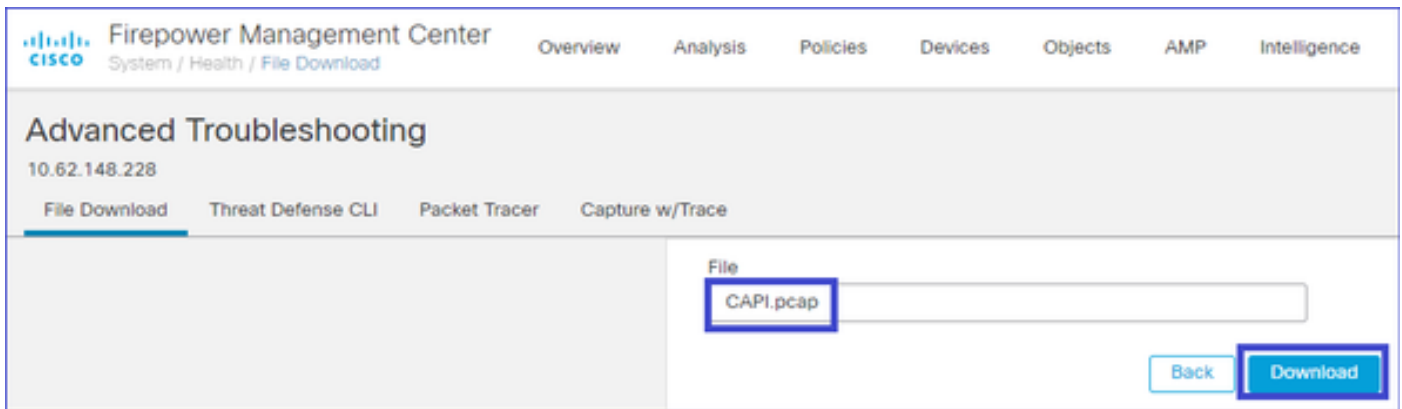 CISCO
Firepower Management Center
System / Health / File Download
Overview Analysis Policies Devices Objects AMP Intelligence
Advanced Troubleshooting
10.62.148.228
File Download Threat Defense CLI Packet Tracer Capture w/Trace
File
CAPI.pcap
Back Download